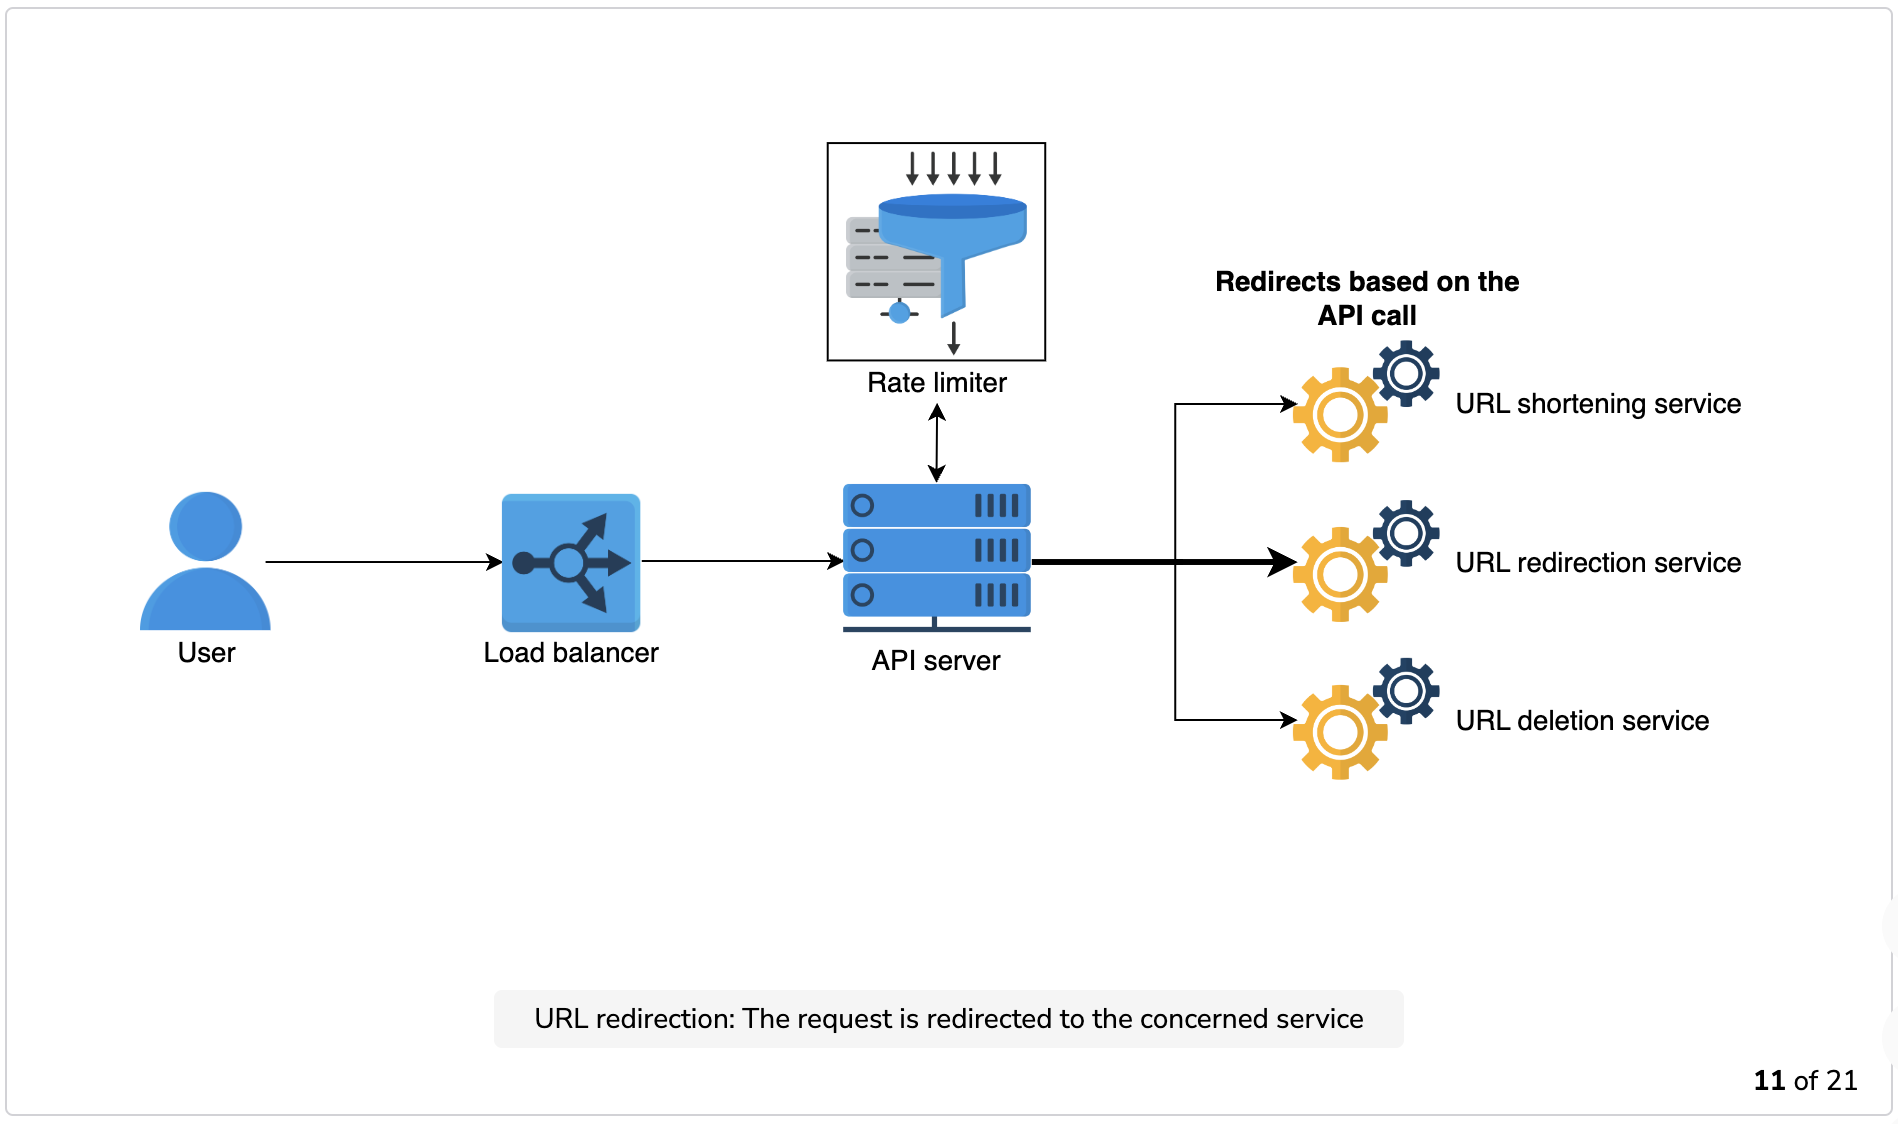 Rate limiter
Redirects based on the
API call
URL shortening service
URL redirection service
URL deletion service
User
Load balancer
API server
URL redirection: The request is redirected to the concerned service
11 of 21